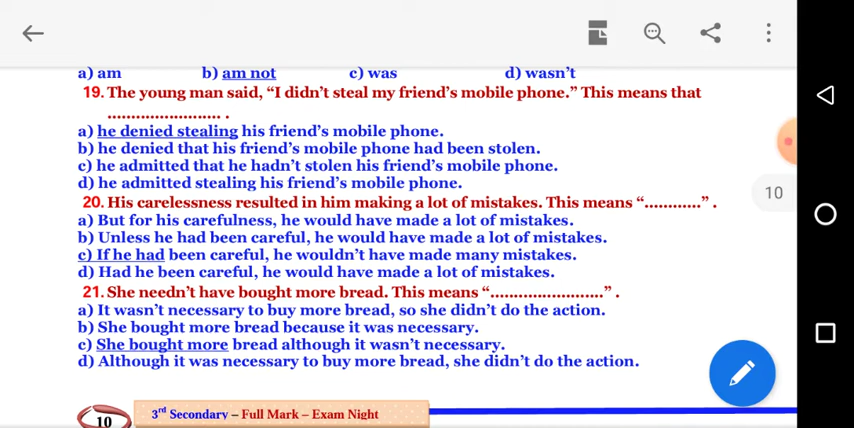 a) am b) am not c) was d) wasn't
19. The young man said, “I didn't steal my friend's mobile phone.” This means that
........................ .
a) he denied stealing his friend's mobile phone.
b) he denied that his friend's mobile phone had been stolen.
c) he admitted that he hadn't stolen his friend's mobile phone.
d) he admitted stealing his friend's mobile phone.
20. His carelessness resulted in him making a lot of mistakes. This means “............” .
a) But for his carefulness, he would have made a lot of mistakes.
b) Unless he had been careful, he would have made a lot of mistakes.
c) If he had been careful, he wouldn't have made many mistakes.
d) Had he been careful, he would have made a lot of mistakes.
21. She needn't have bought more bread. This means “........................” .
a) It wasn't necessary to buy more bread, so she didn't do the action.
b) She bought more bread because it was necessary.
c) She bought more bread although it wasn't necessary.
d) Although it was necessary to buy more bread, she didn't do the action.
10
10 3rd Secondary – Full Mark – Exam Night